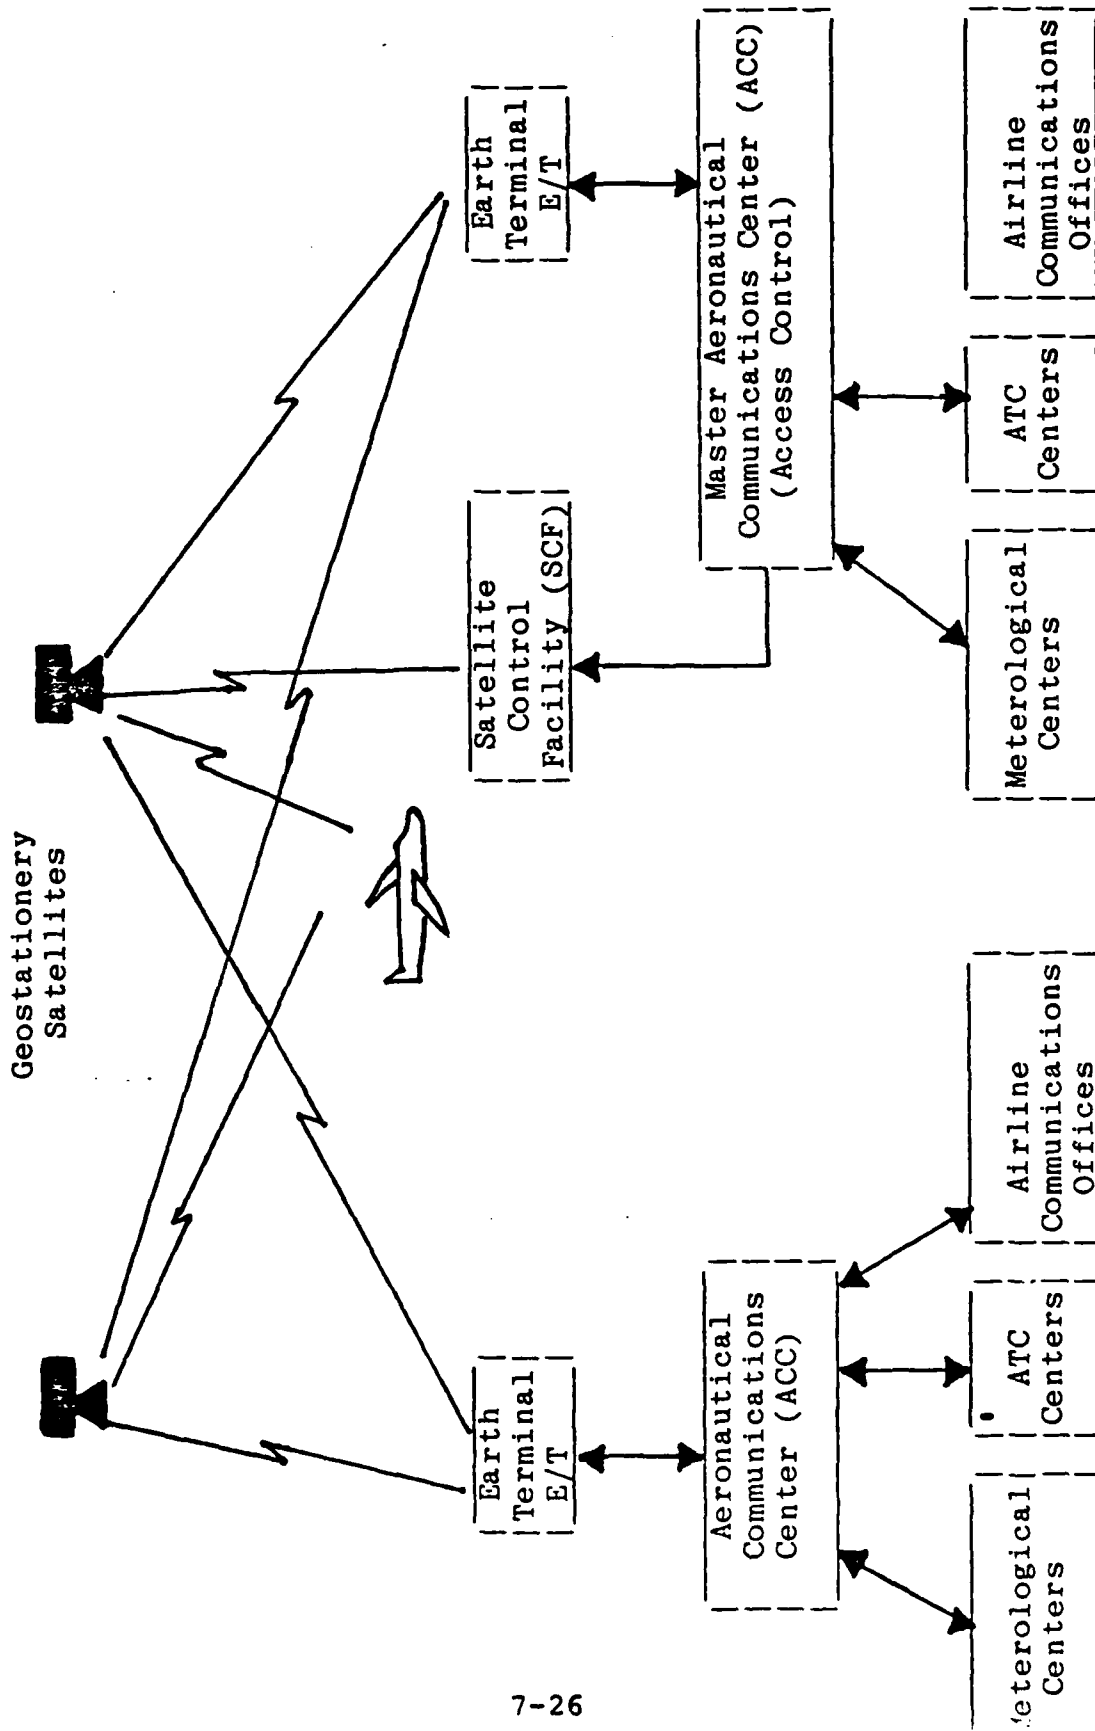 Geostationery
Satellites
Earth
Terminal
E/T
Satellite
Control
Facility (SCF)
Earth
Terminal
E/T
Aeronautical
Communications
Center (ACC)
Master Aeronautical
Communications Center (ACC)
(Access Control)
eterological
Centers
ATC
Centers
Airline
Communications
Offices
Meterological
Centers
ATC
Centers
Airline
Communications
Offices
7-26